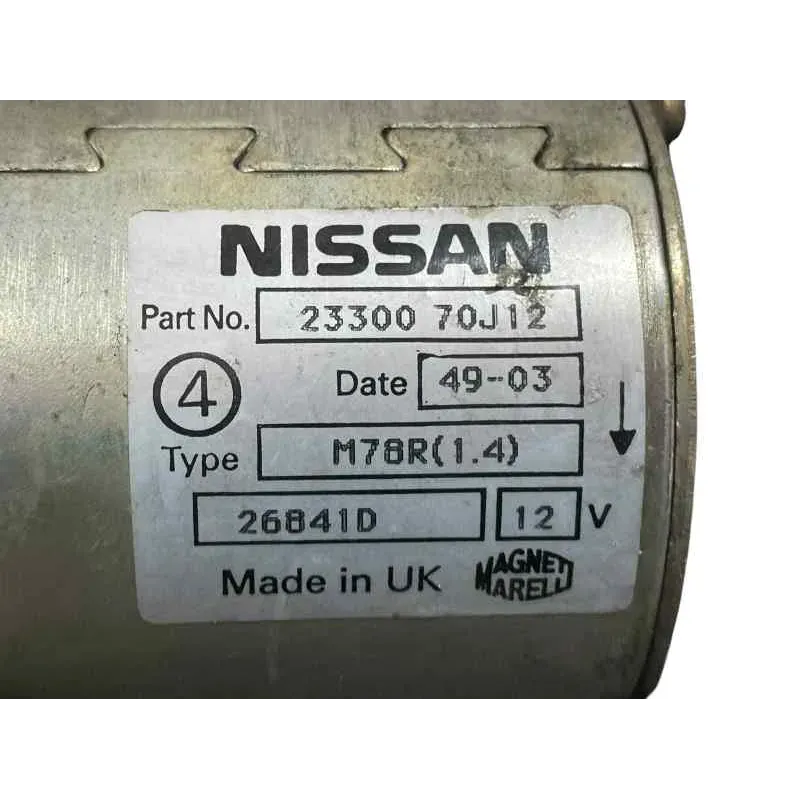 NISSAN
Part No. 23300 70J12
4 Date 49-03
Type M78R(1.4)
26841D 12 V
Made in UK MAGNETI MARELLI